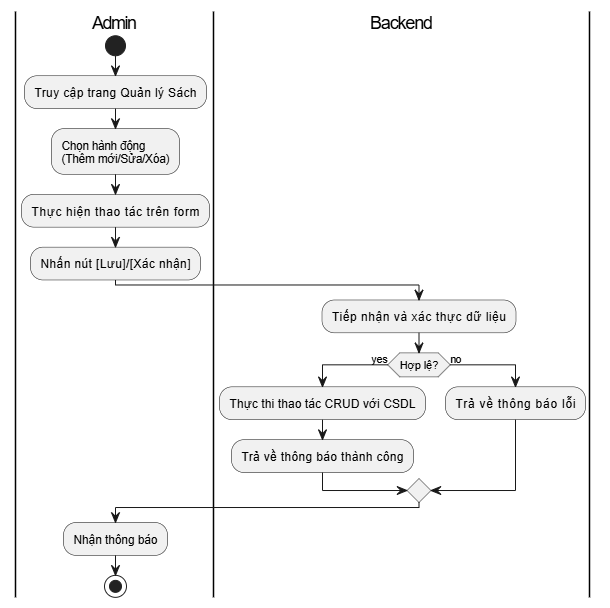 Admin
Backend
Truy cập trang Quản lý Sách
Chọn hành động
(Thêm mới/Sửa/Xóa)
Thực hiện thao tác trên form
Nhấn nút [Lưu]/[Xác nhận]
Tiếp nhận và xác thực dữ liệu
yes
Hợp lệ?
no
Thực thi thao tác CRUD với CSDL
Trả về thông báo lỗi
Trả về thông báo thành công
Nhận thông báo